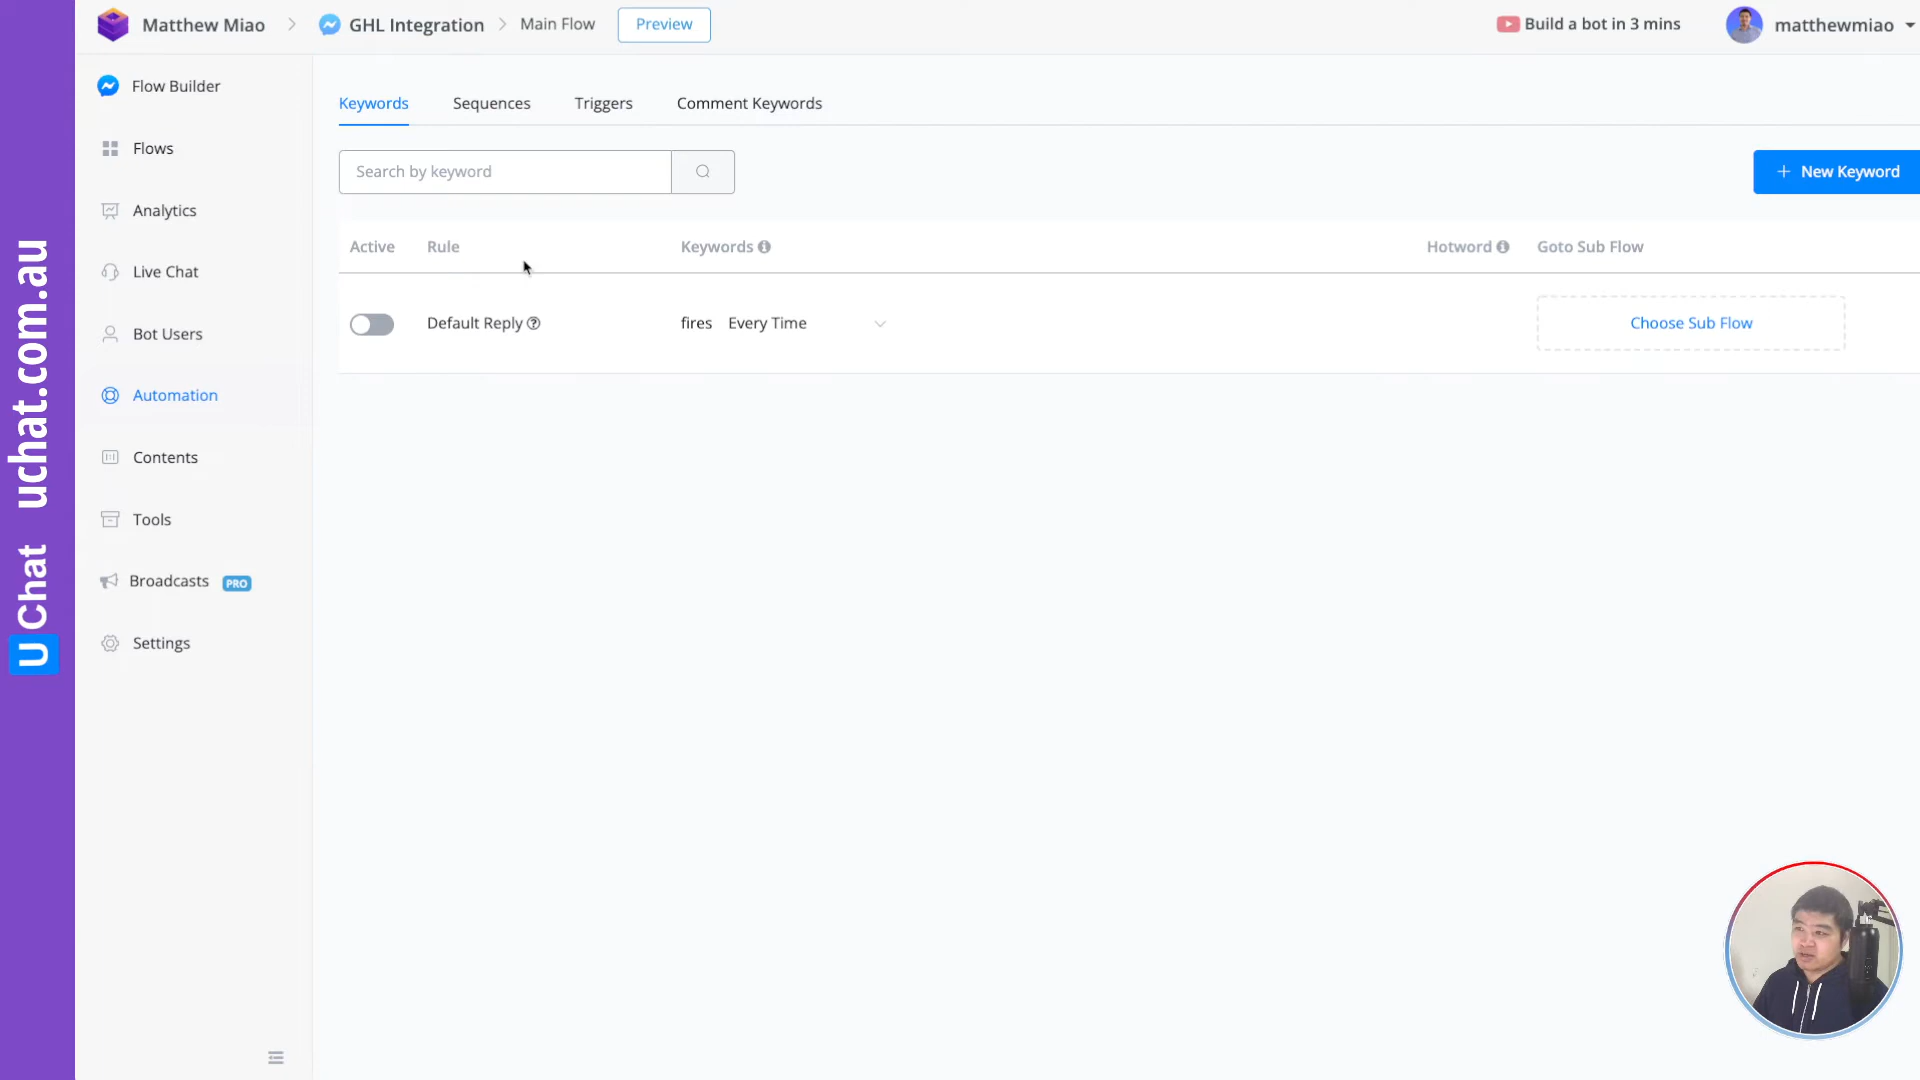 Matthew Miao
GHL Integration
Main Flow
Preview
Build a bot in 3 mins
matthewmiao
Flow Builder
Flows
Analytics
Live Chat
Bot Users
Automation
Contents
Tools
Broadcasts PRO
Settings
Keywords
Sequences
Triggers
Comment Keywords
Search by keyword
+ New Keyword
Active
Rule
Keywords
Hotword
Goto Sub Flow
Default Reply
fires Every Time
Choose Sub Flow
U Chat uchat.com.au